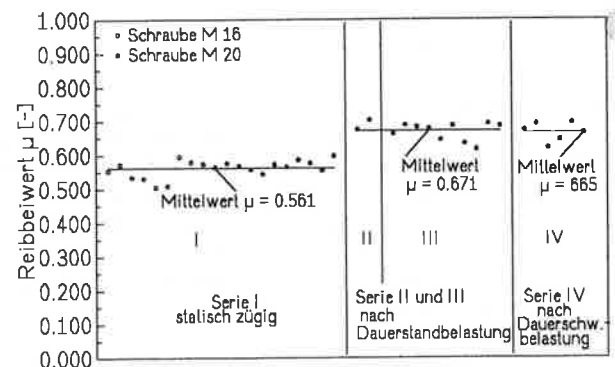 Reibbeiwert μ [-]
1.000
0.900
0.800
0.700
0.600
0.500
0.400
0.300
0.200
0.100
0.000
Schraube M 16
Schraube M 20
Mittelwert
μ = 0.561
I
Serie I
statisch zügig
Mittelwert
μ = 0.671
II
III
Serie II und III
nach
Dauerstandbelastung
Mittelwert
μ = 665
IV
Serie IV
nach
Dauerschw.-
belastung